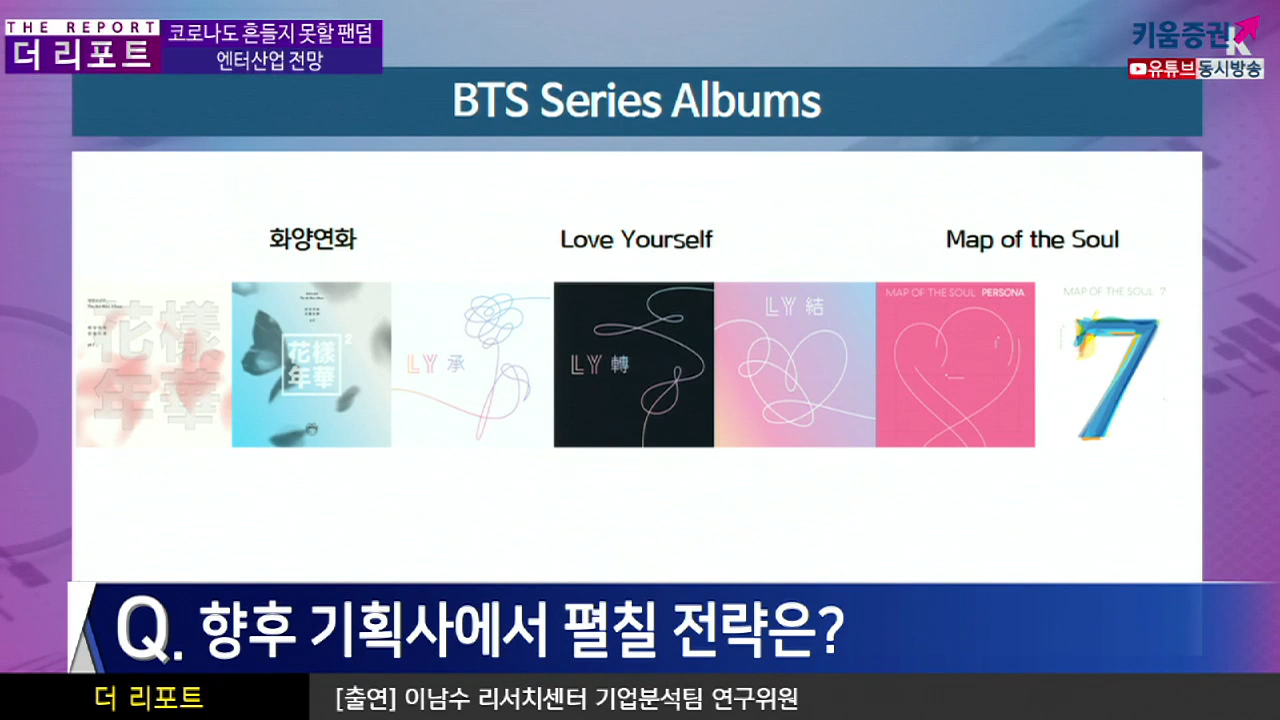 THE REPORT
더 리포트
코로나도 흔들지 못할 팬덤
엔터산업 전망
키움증권
K
유튜브 동시방송
BTS Series Albums
화양연화
Love Yourself
Map of the Soul
花樣
年華
花樣
年華
2
LY 承
LY 轉
LY 結
MAP OF THE SOUL PERSONA
MAP OF THE SOUL 7
7
Q. 향후 기획사에서 펼칠 전략은?
더 리포트
[출연] 이남수 리서치센터 기업분석팀 연구위원